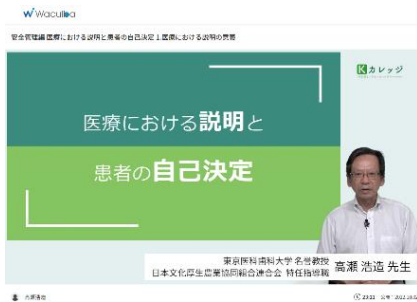 Waculba
安全管理編 医療における説明と患者の自己決定 1.医療における説明の意義
Kカレッジ
医療における説明と
患者の自己決定
東京医科歯科大学 名誉教授
日本文化厚生農業協同組合連合会 特任指導職
高瀬 浩造 先生